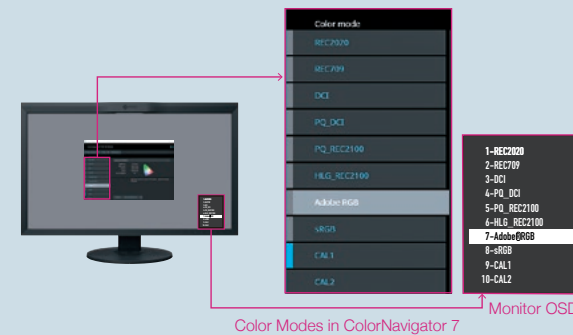 Color mode
REC2020
REC709
DCI
PQ_DCI
PQ_REC2100
HLG_REC2100
Adobe RGB
sRGB
CAL1
CAL2
1-REC2020
2-REC709
3-DCI
4-PQ_DCI
5-PQ_REC2100
6-HLG_REC2100
7-Adobe®RGB
8-sRGB
9-CAL1
10-CAL2
Monitor OSD
Color Modes in ColorNavigator 7